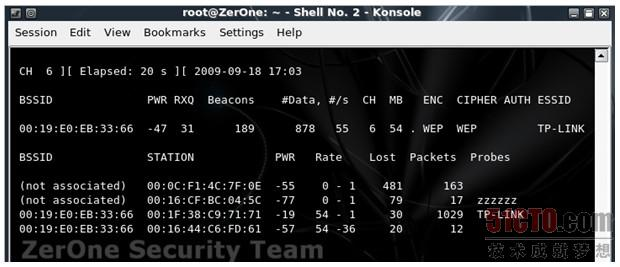 root@ZerOne: ~ - Shell No. 2 - Konsole
Session Edit View Bookmarks Settings Help
CH 6 ][ Elapsed: 20 s ][ 2009-09-18 17:03
BSSID PWR RXQ Beacons #Data, #/s CH MB ENC CIPHER AUTH ESSID
00:19:E0:EB:33:66 -47 31 189 878 55 6 54 . WEP WEP TP-LINK
BSSID STATION PWR Rate Lost Packets Probes
(not associated) 00:0C:F1:4C:7F:0E -55 0 - 1 481 163
(not associated) 00:16:CF:BC:04:5C -77 0 - 1 79 17 zzzzzz
00:19:E0:EB:33:66 00:1F:38:C9:71:71 -19 54 - 1 30 1029 TP-LINK
00:19:E0:EB:33:66 00:16:44:C6:FD:61 -57 54 -36 20 12
ZerOne Security Team
51CTO.com
技术成就梦想